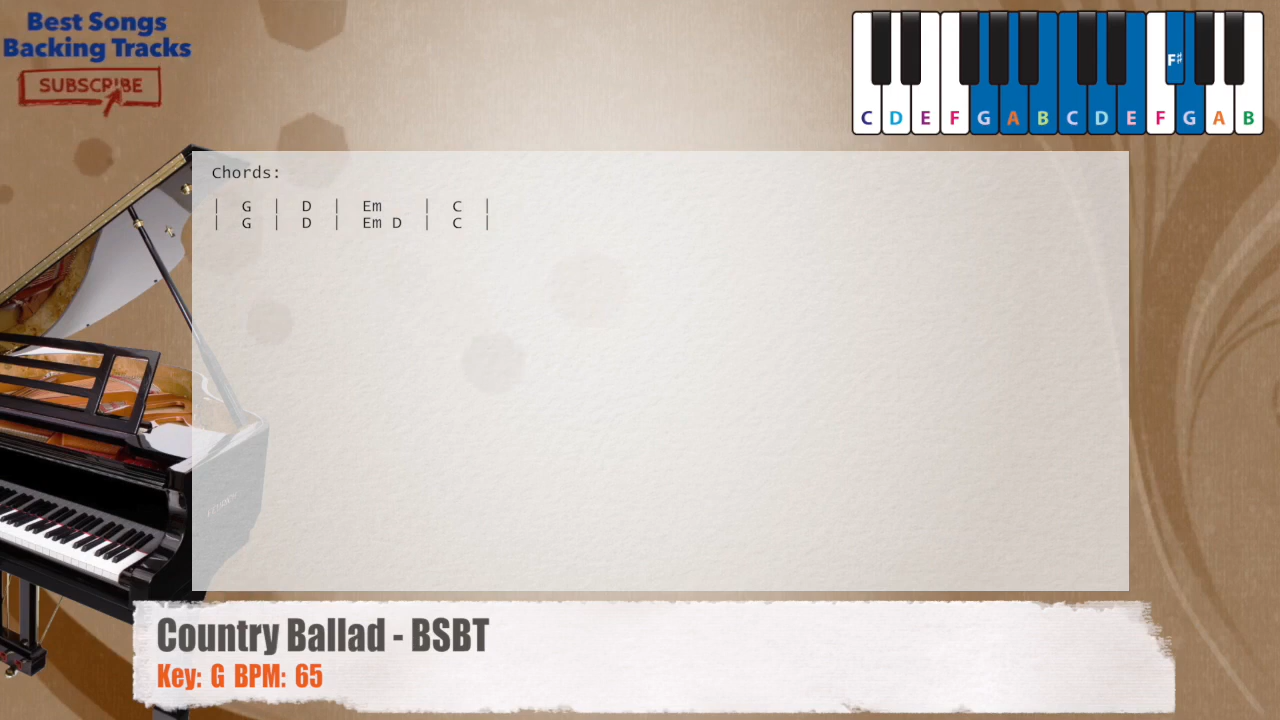 Best Songs
Backing Tracks
SUBSCRIBE
F#
C D E F G A B C D E F G A B
Chords:
| G | D | Em | C |
| G | D | Em D | C |
Country Ballad - BSBT
Key: G BPM: 65